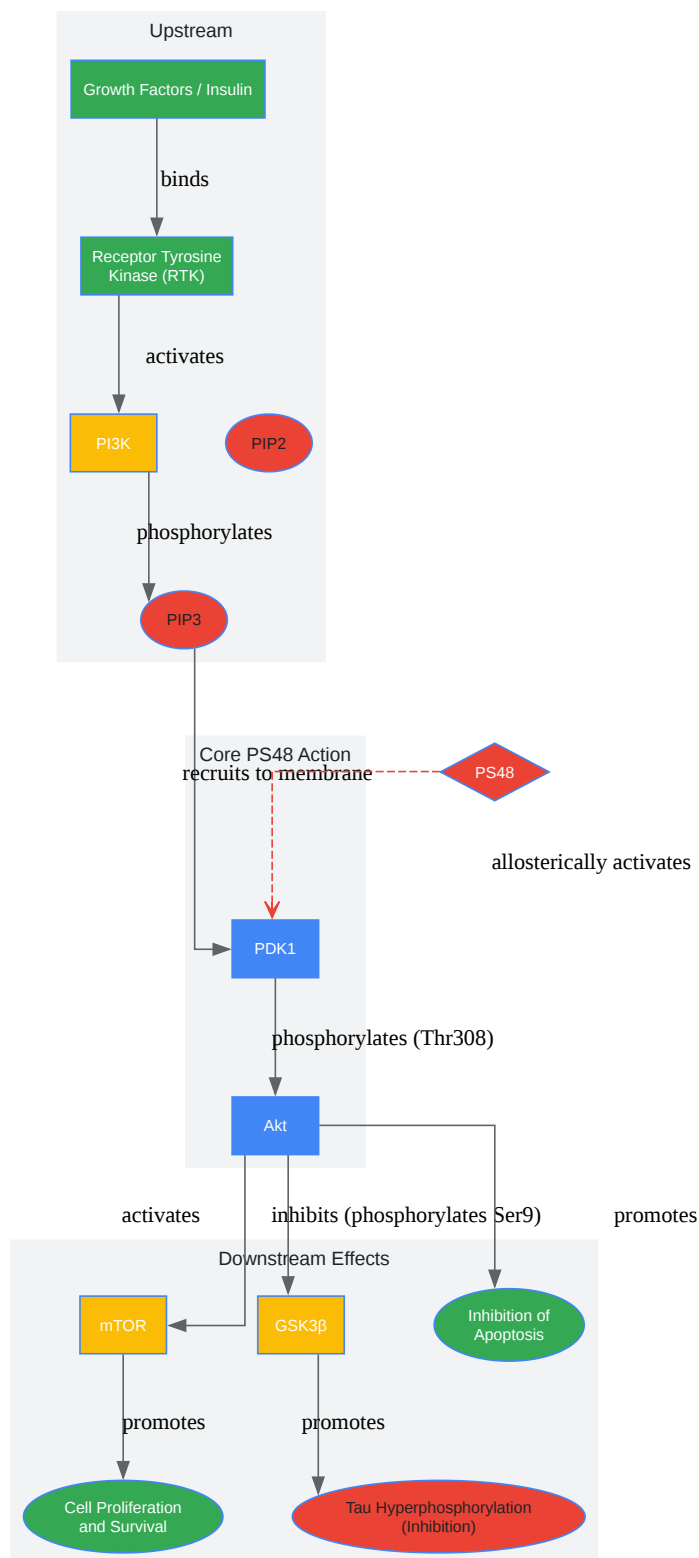 Upstream
Growth Factors / Insulin
binds
Receptor Tyrosine
Kinase (RTK)
activates
PI3K
PIP2
phosphorylates
PIP3
Core PS48 Action
recruits to membrane
PS48
allosterically activates
PDK1
phosphorylates (Thr308)
Akt
activates
inhibits (phosphorylates Ser9)
promotes
Downstream Effects
mTOR
GSK3β
Inhibition of
Apoptosis
promotes
promotes
Cell Proliferation
and Survival
Tau Hyperphosphorylation
(Inhibition)